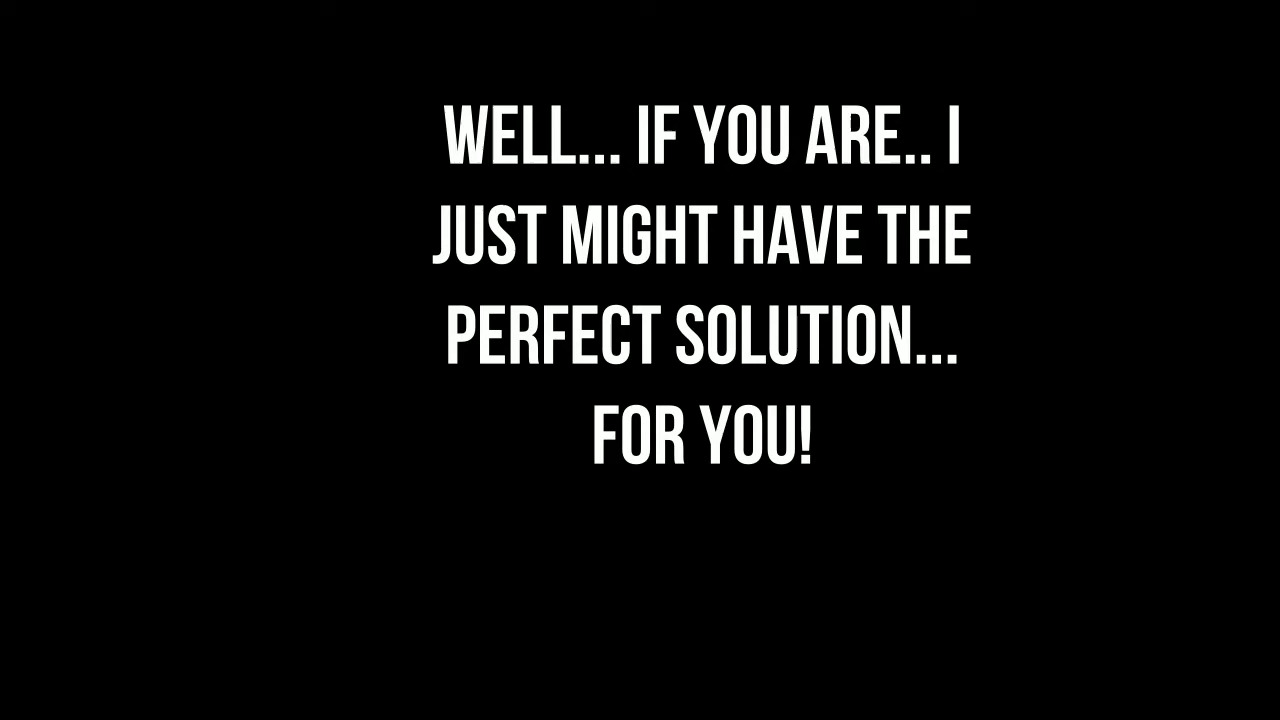 WELL... IF YOU ARE.. I
JUST MIGHT HAVE THE
PERFECT SOLUTION...
FOR YOU!